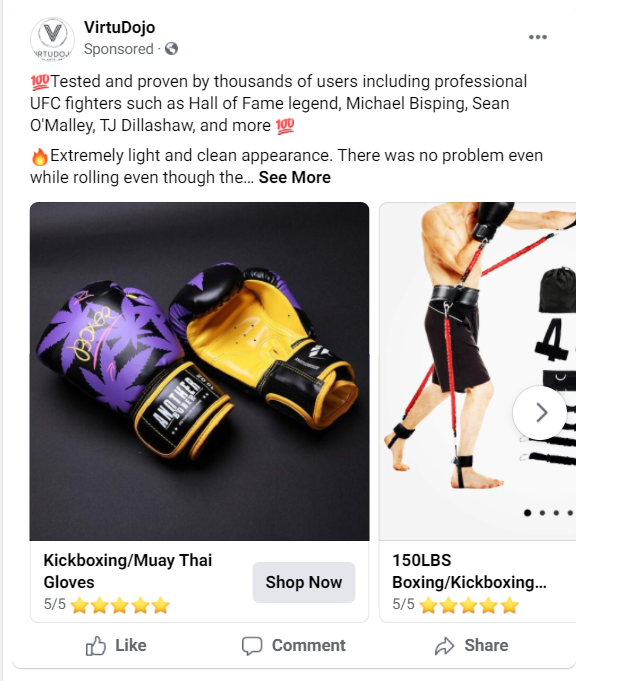 VirtuDojo
VIRTUDOJO
Sponsored ·
💯Tested and proven by thousands of users including professional
UFC fighters such as Hall of Fame legend, Michael Bisping, Sean
O'Malley, TJ Dillashaw, and more 💯
🔥Extremely light and clean appearance. There was no problem even
while rolling even though the... See More
BOXER
ANOTHER
BOXER
Kickboxing/Muay Thai
Gloves
5/5 ⭐⭐⭐⭐⭐
Shop Now
150LBS
Boxing/Kickboxing...
5/5 ⭐⭐⭐⭐⭐
Like
Comment
Share